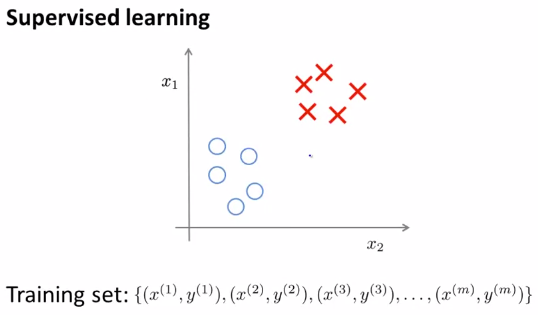 Supervised learning
x₁
x₂
Training set: {(x⁽¹⁾, y⁽¹⁾), (x⁽²⁾, y⁽²⁾), (x⁽³⁾, y⁽³⁾), . . . , (x⁽ᵐ⁾, y⁽ᵐ⁾)}